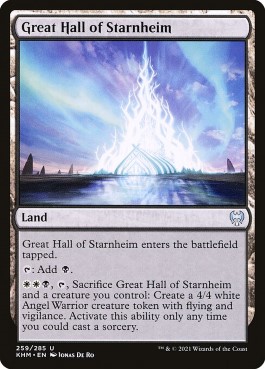 Great Hall of Starnheim
Land
Great Hall of Starnheim enters the battlefield
tapped.
: Add .
, , Sacrifice Great Hall of Starnheim
and a creature you control: Create a 4/4 white
Angel Warrior creature token with flying and
vigilance. Activate this ability only any time
you could cast a sorcery.
259/285 U
KHM • EN Jonas De Ro
™ & © 2021 Wizards of the Coast